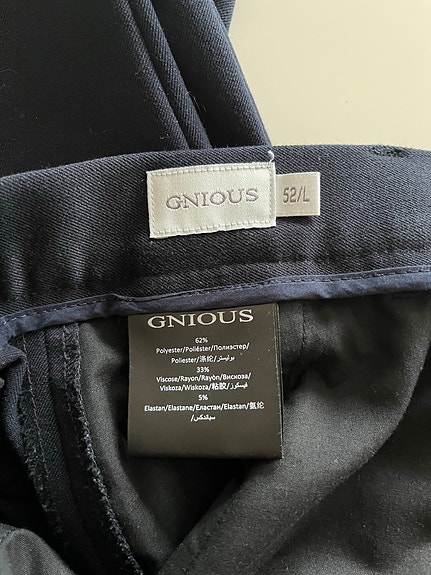 GNIOUS
52/L
GNIOUS
62%
Polyester/Poliéster/Полиэстер/
Poliester/涤纶/بوليستر/
33%
Viscose/Rayon/Rayòn/Вискоза/
Viskoza/Wiskoza/粘胶/فيسكوز/
5%
Elastan/Elastane/Еластан/Elastan/氨纶